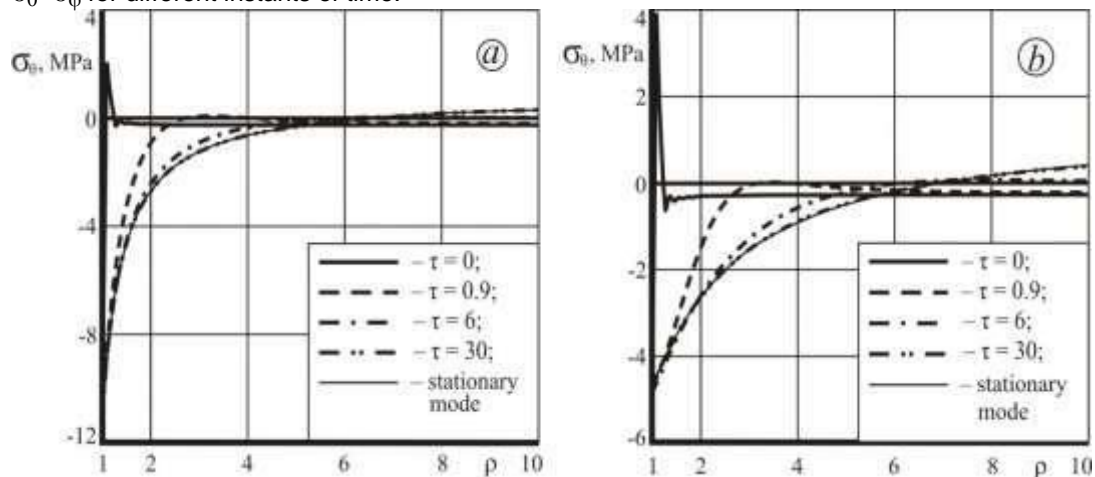 σθ=σφ for different instants of time.
4
σθ, MPa
a
0
-4
-8
-12
– τ = 0;
– τ = 0.9;
– τ = 6;
– τ = 30;
– stationary
mode
1 2 4 6 ρ 10
4
σθ, MPa
b
2
0
-2
-4
-6
– τ = 0;
– τ = 0.9;
– τ = 6;
– τ = 30;
– stationary
mode
1 2 4 6 8 ρ 10